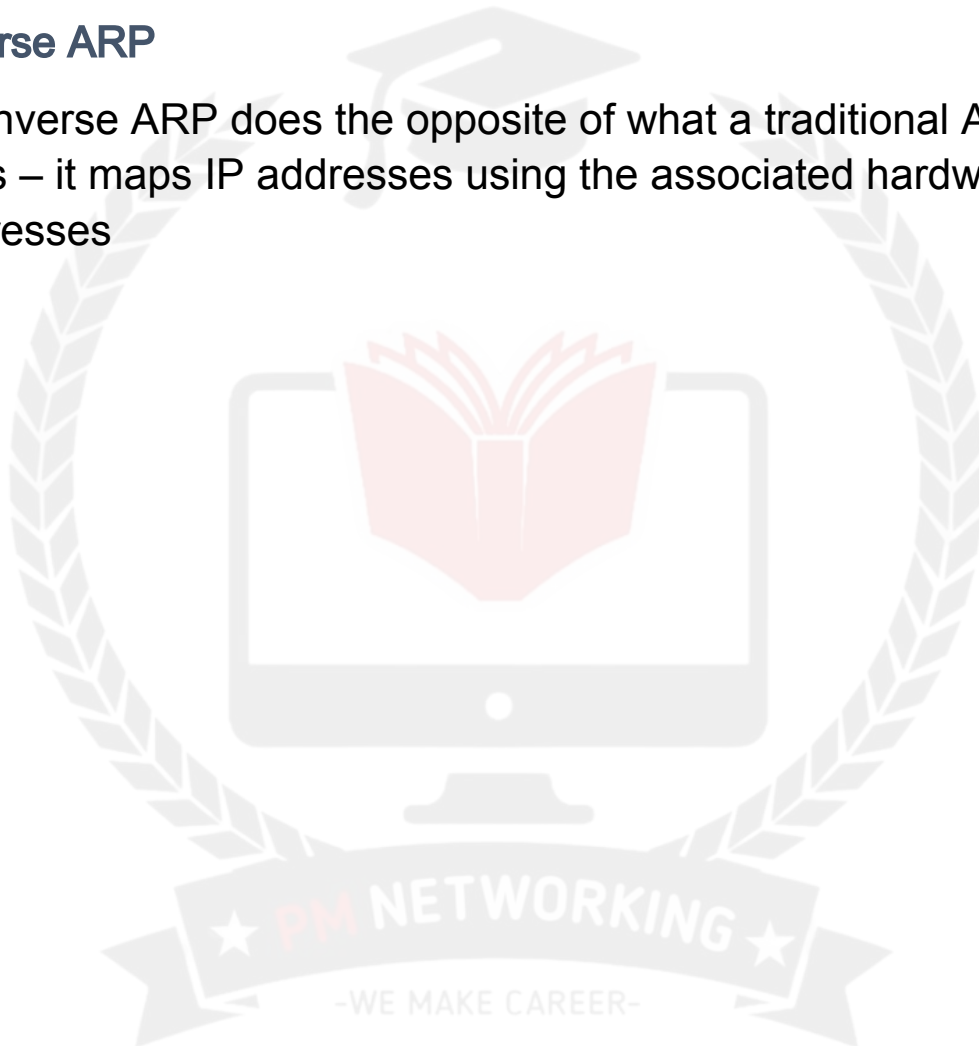 rse ARP
nverse ARP does the opposite of what a traditional A
s – it maps IP addresses using the associated hardw
esses
PM NETWORKING
-WE MAKE CAREER-